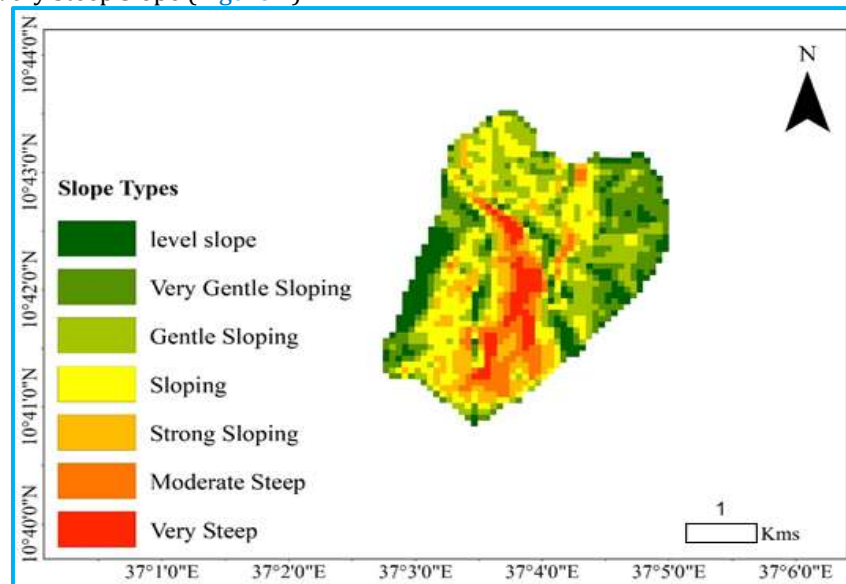 10°44'0"N
10°43'0"N
10°42'0"N
10°41'0"N
10°40'0"N
N
Slope Types
level slope
Very Gentle Sloping
Gentle Sloping
Sloping
Strong Sloping
Moderate Steep
Very Steep
1
Kms
37°1'0"E 37°2'0"E 37°3'0"E 37°4'0"E 37°5'0"E 37°6'0"E